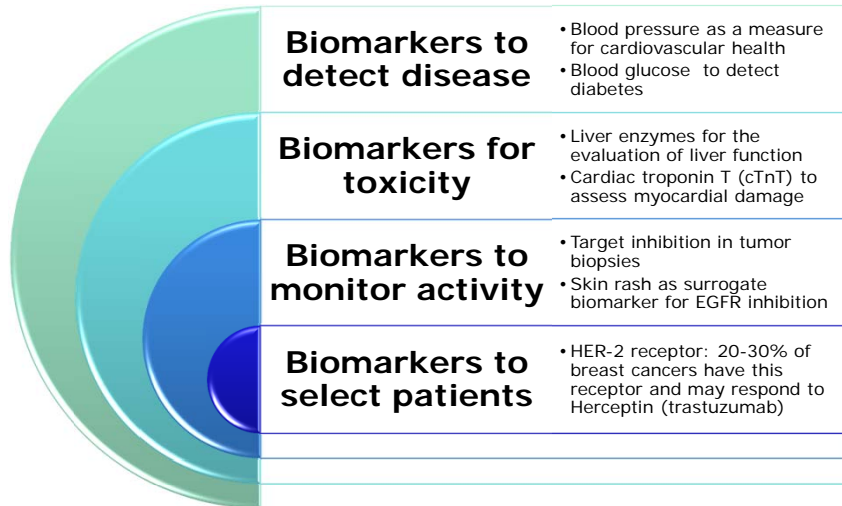 Biomarkers to
detect disease
• Blood pressure as a measure
for cardiovascular health
• Blood glucose to detect
diabetes
Biomarkers for
toxicity
• Liver enzymes for the
evaluation of liver function
• Cardiac troponin T (cTnT) to
assess myocardial damage
Biomarkers to
monitor activity
• Target inhibition in tumor
biopsies
• Skin rash as surrogate
biomarker for EGFR inhibition
Biomarkers to
select patients
• HER-2 receptor: 20-30% of
breast cancers have this
receptor and may respond to
Herceptin (trastuzumab)